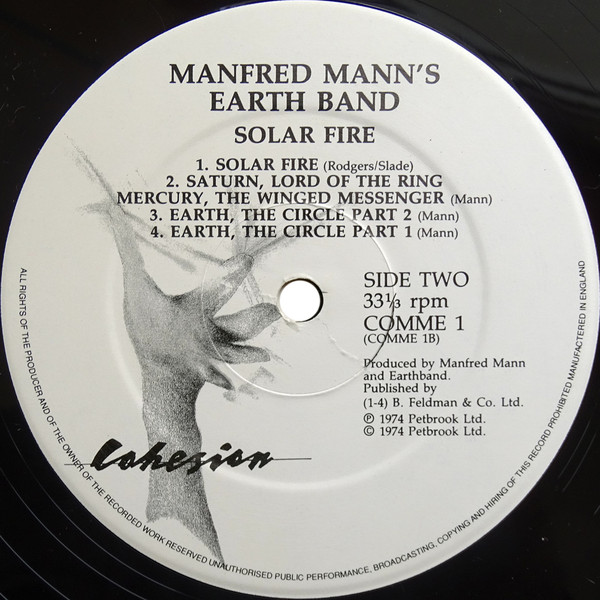 MANFRED MANN'S
EARTH BAND
SOLAR FIRE
1. SOLAR FIRE (Rodgers/Slade)
2. SATURN, LORD OF THE RING
MERCURY, THE WINGED MESSENGER (Mann)
3. EARTH, THE CIRCLE PART 2 (Mann)
4. EARTH, THE CIRCLE PART 1 (Mann)
SIDE TWO
33⅓ rpm
COMME 1
(COMME 1B)
Produced by Manfred Mann
and Earthband.
Published by
(1-4) B. Feldman & Co. Ltd.
℗ 1974 Petbrook Ltd.
© 1974 Petbrook Ltd.
Cohesion
ALL RIGHTS OF THE PRODUCER AND OF THE OWNER OF THE RECORDED WORK RESERVED UNAUTHORISED PUBLIC PERFORMANCE, BROADCASTING, COPYING AND HIRING OF THIS RECORD PROHIBITED MANUFACTURED IN ENGLAND